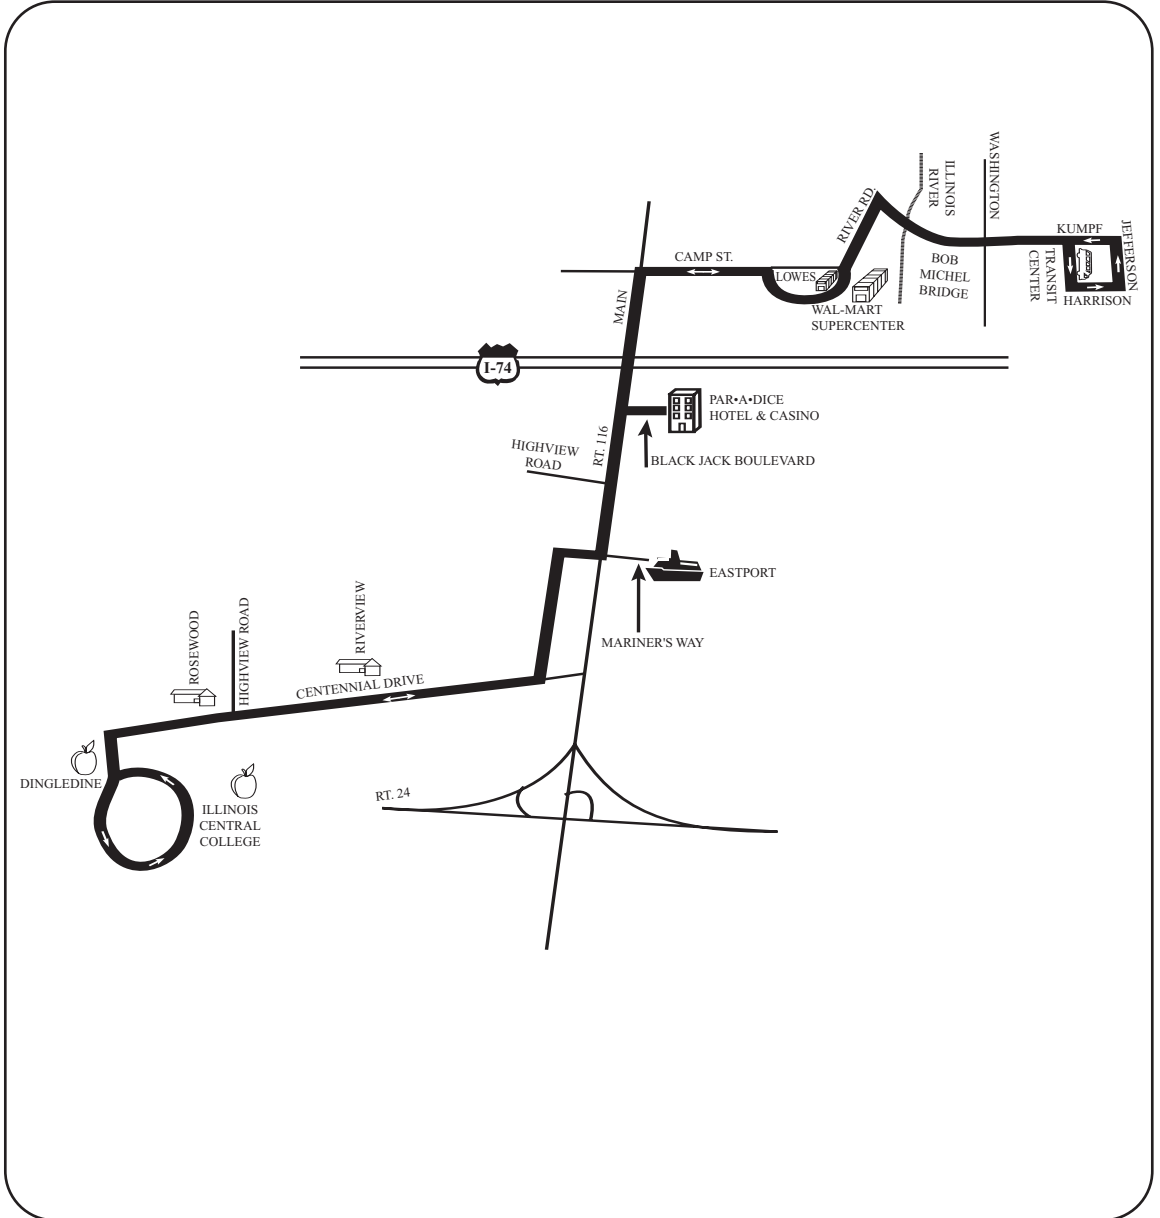 WASHINGTON
ILLINOIS
RIVER
RIVER RD.
KUMPF
JEFFERSON
TRANSIT
CENTER
HARRISON
BOB
MICHEL
BRIDGE
CAMP ST.
LOWES
WAL-MART
SUPERCENTER
MAIN
I-74
PAR•A•DICE
HOTEL & CASINO
RT. 116
HIGHVIEW
ROAD
BLACK JACK BOULEVARD
EASTPORT
MARINER'S WAY
ROSEWOOD
HIGHVIEW ROAD
RIVERVIEW
CENTENNIAL DRIVE
DINGLEDINE
ILLINOIS
CENTRAL
COLLEGE
RT. 24